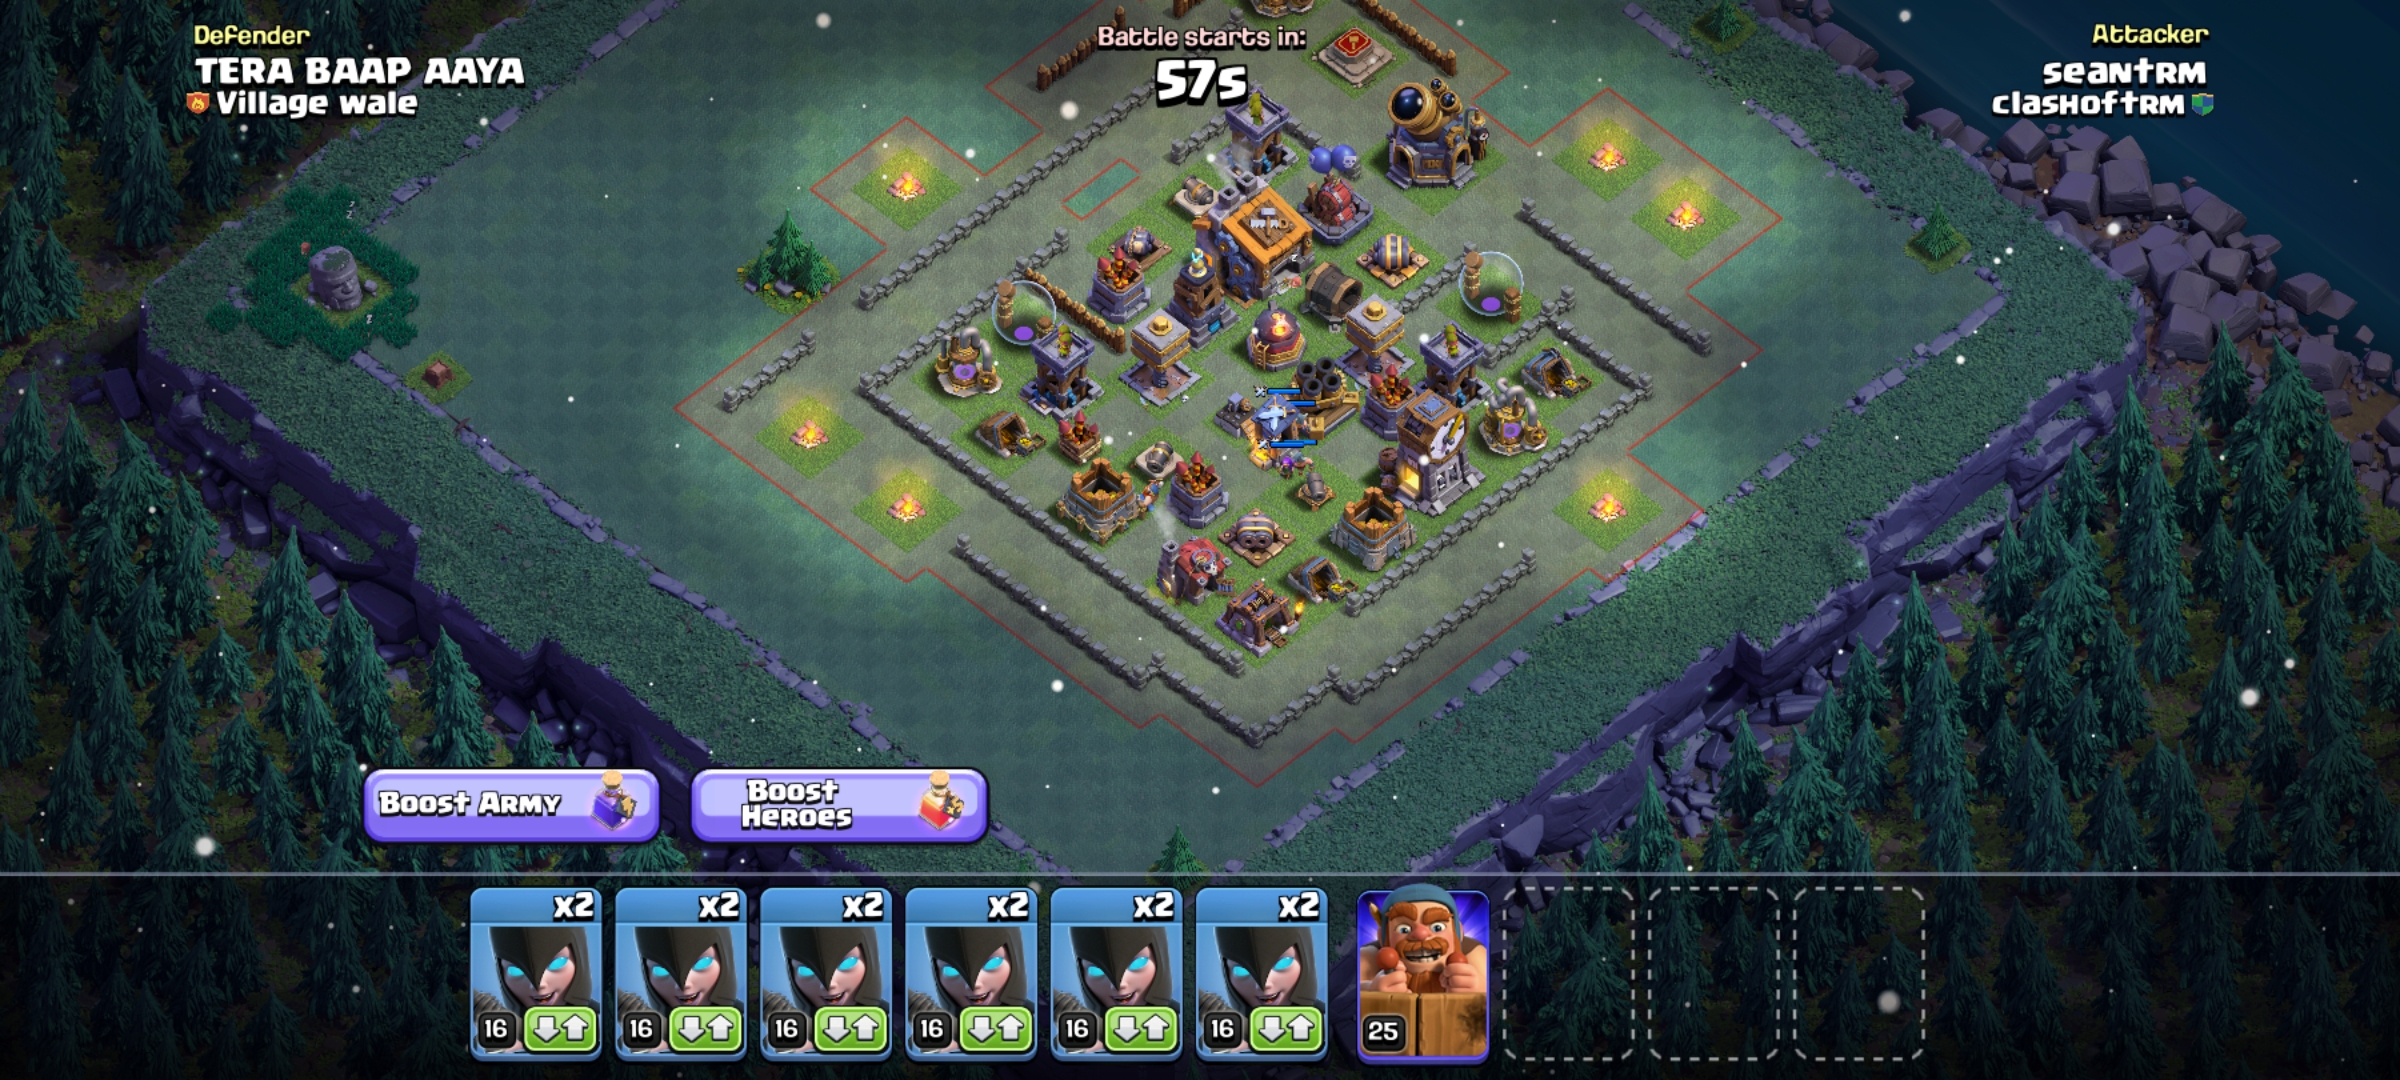 Defender
TERA BAAP AAYA
Village wale
Battle starts in:
57s
Attacker
seantRM
clashoftRM
Boost Army
Boost
Heroes
x2
x2
x2
x2
x2
x2
16
16
16
16
16
16
25